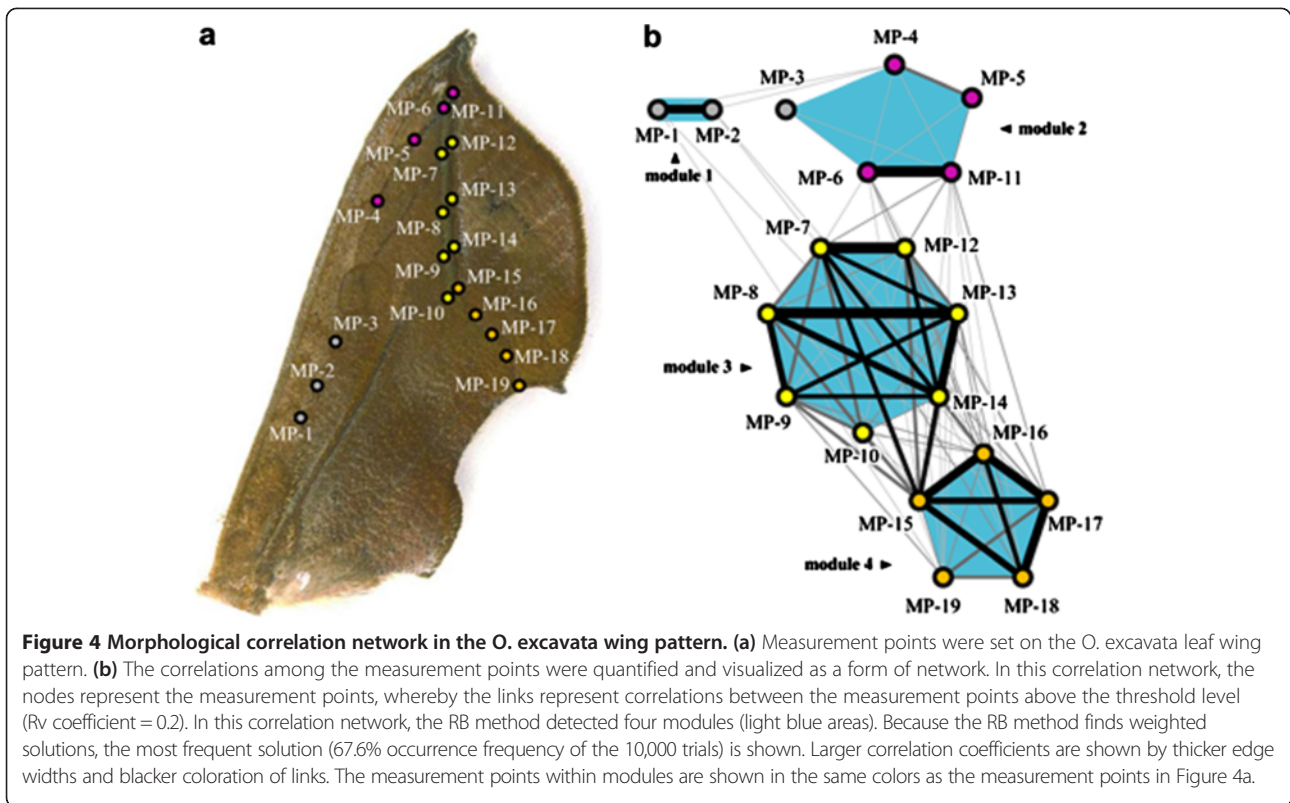 a
MP-6
MP-11
MP-5
MP-12
MP-7
MP-13
MP-4
MP-8
MP-14
MP-9
MP-15
MP-10
MP-16
MP-3
MP-17
MP-2
MP-18
MP-19
MP-1
b
MP-4
MP-3
MP-5
MP-1
MP-2
◄ module 2
▲
module 1
MP-6
MP-11
MP-7
MP-12
MP-8
MP-13
module 3 ►
MP-9
MP-14
MP-10
MP-16
MP-15
MP-17
module 4 ►
MP-19
MP-18
Figure 4 Morphological correlation network in the O. excavata wing pattern. (a) Measurement points were set on the O. excavata leaf wing
pattern. (b) The correlations among the measurement points were quantified and visualized as a form of network. In this correlation network, the
nodes represent the measurement points, whereby the links represent correlations between the measurement points above the threshold level
(Rv coefficient = 0.2). In this correlation network, the RB method detected four modules (light blue areas). Because the RB method finds weighted
solutions, the most frequent solution (67.6% occurrence frequency of the 10,000 trials) is shown. Larger correlation coefficients are shown by thicker edge
widths and blacker coloration of links. The measurement points within modules are shown in the same colors as the measurement points in Figure 4a.